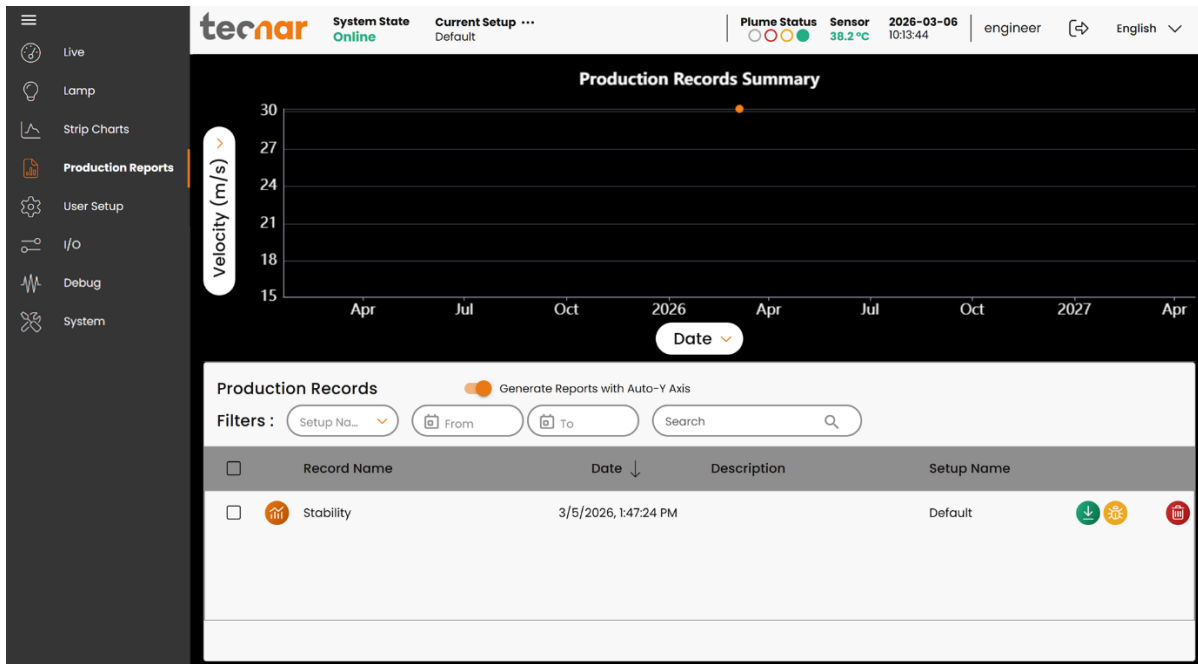 tecnar
System State
Online
Current Setup ···
Default
Plume Status
Sensor
38.2 °C
2026-03-06
10:13:44
engineer
English
Live
Lamp
Strip Charts
Production Reports
User Setup
I/O
Debug
System
Production Records Summary
Velocity (m/s)
30
27
24
21
18
15
Apr Jul Oct 2026 Apr Jul Oct 2027 Apr
Date
Production Records
Generate Reports with Auto-Y Axis
Filters : Setup Na... From To Search
Record Name Date ↓ Description Setup Name
Stability 3/5/2026, 1:47:24 PM Default